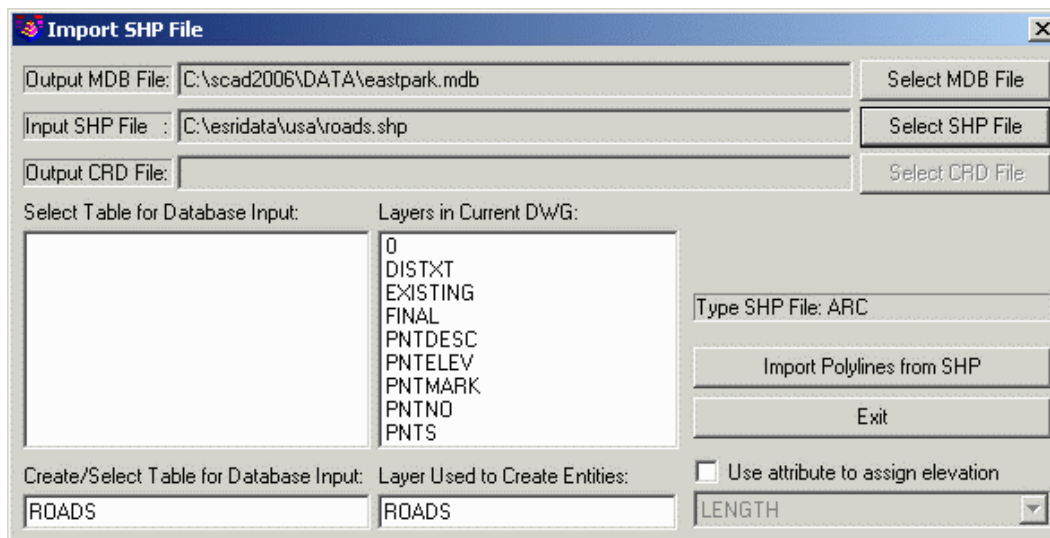 Import SHP File
Output MDB File: C:\scad2006\DATA\eastpark.mdb Select MDB File
Input SHP File : C:\esridata\usa\roads.shp Select SHP File
Output CRD File: Select CRD File
Select Table for Database Input: Layers in Current DWG:
0
DISTXT
EXISTING
FINAL
PNTDESC
PNTELEV
PNTMARK
PNTNO
PNTS
Type SHP File: ARC
Import Polylines from SHP
Exit
Create/Select Table for Database Input: Layer Used to Create Entities: Use attribute to assign elevation
ROADS ROADS LENGTH